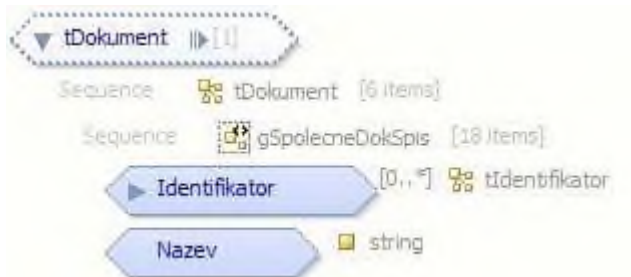 tDokument [1]
Sequence tDokument [6 items]
Sequence gSpolecneDokSpis [18 items]
Identifikator [0..*] tIdentifikator
Nazev string